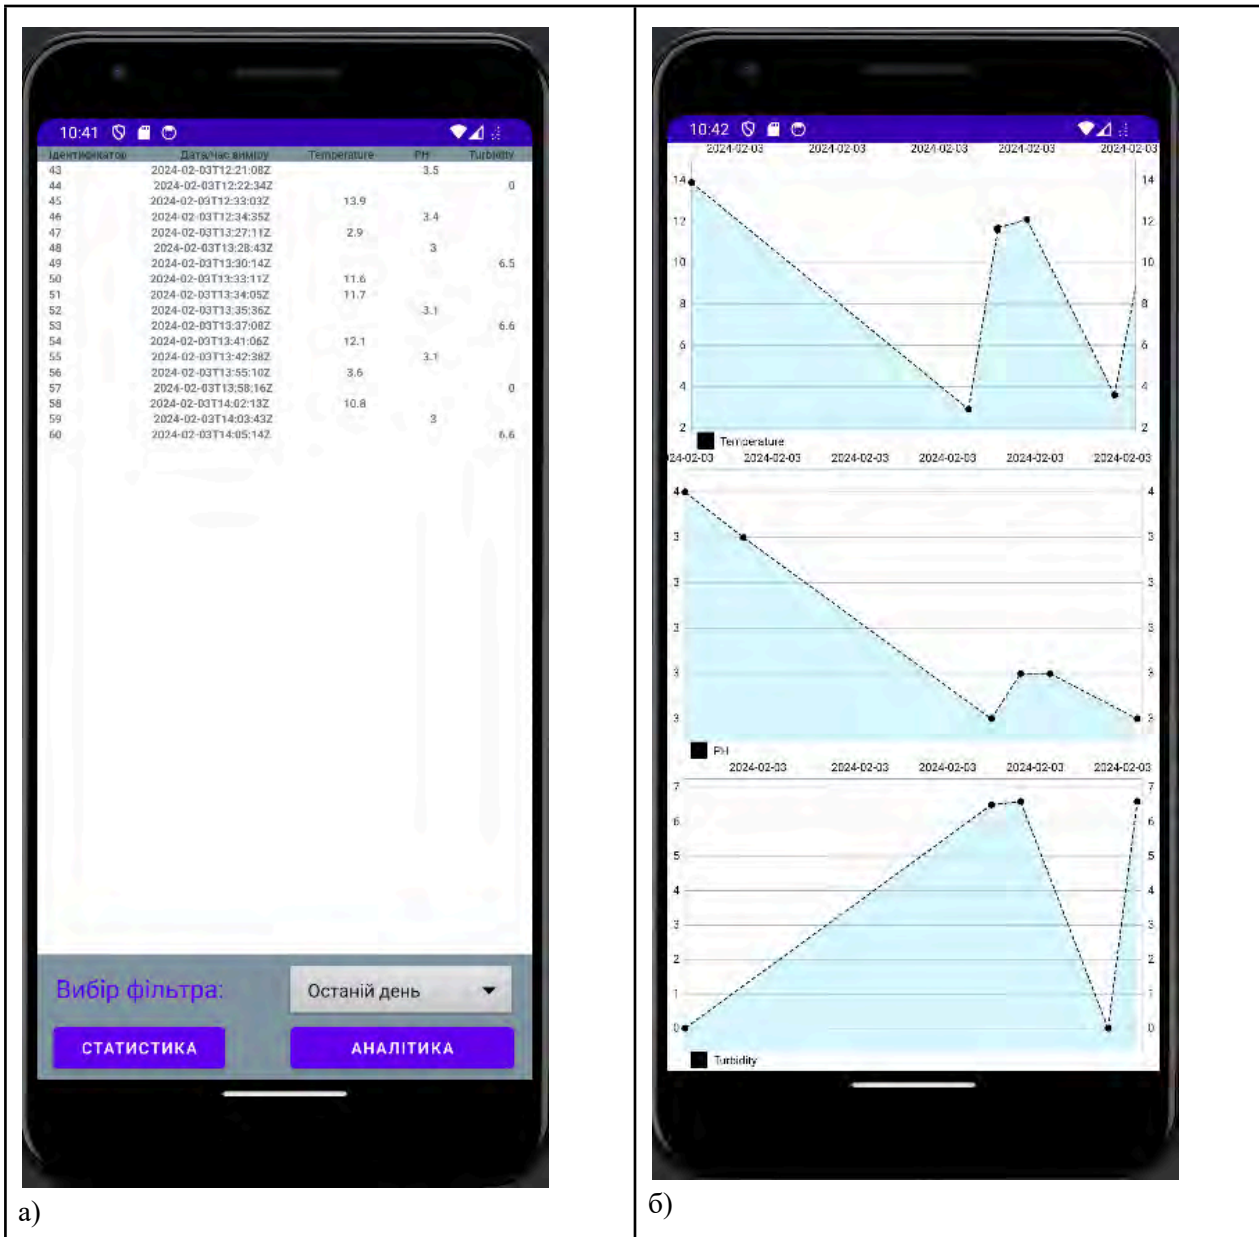 10:41
Ідентифікатор Дата/час виміру Temperature PH Turbidity
43 2024-02-03T12:21:08Z 3.5
44 2024-02-03T12:22:34Z 0
45 2024-02-03T12:33:03Z 13.9
46 2024-02-03T12:34:35Z 3.4
47 2024-02-03T13:27:11Z 2.9
48 2024-02-03T13:28:43Z 3
49 2024-02-03T13:30:14Z 6.5
50 2024-02-03T13:33:11Z 11.6
51 2024-02-03T13:34:05Z 11.7
52 2024-02-03T13:35:36Z 3.1
53 2024-02-03T13:37:08Z 6.6
54 2024-02-03T13:41:06Z 12.1
55 2024-02-03T13:42:38Z 3.1
56 2024-02-03T13:55:10Z 3.6
57 2024-02-03T13:58:16Z 0
58 2024-02-03T14:02:13Z 10.8
59 2024-02-03T14:03:43Z 3
60 2024-02-03T14:05:14Z 6.6
Вибір фільтра: Останій день
СТАТИСТИКА АНАЛІТИКА
а)
10:42
2024-02-03 2024-02-03 2024-02-03 2024-02-03 2024-02-03
14 14
12 12
10 10
8 8
6 6
4 4
2 2
Temperature
24-02-03 2024-02-03 2024-02-03 2024-02-03 2024-02-03 2024-02-03
4 4
3 3
3 3
3 3
3 3
3 3
PH
2024-02-03 2024-02-03 2024-02-03 2024-02-03 2024-02-03
7 7
6 6
5 5
4 4
3 3
2 2
1 1
0 0
Turbidity
б)